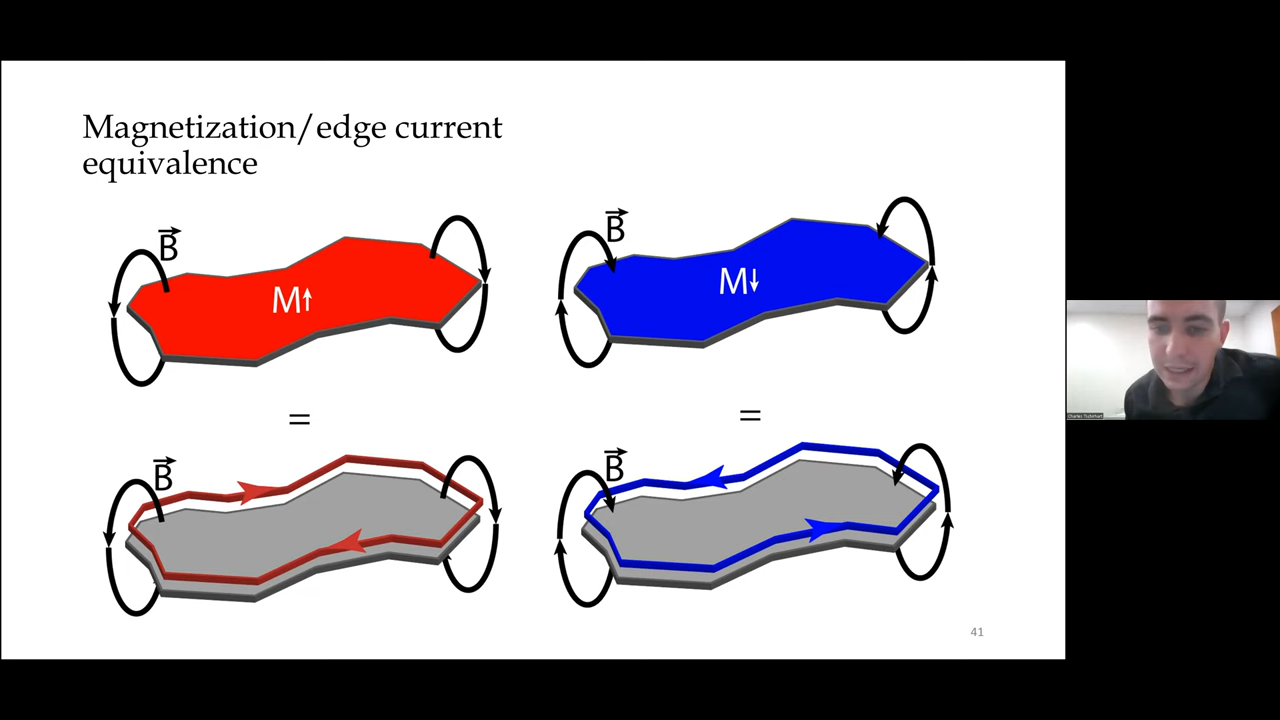 Magnetization/edge current
equivalence
B
B
M↑
M↓
=
=
B
B
41